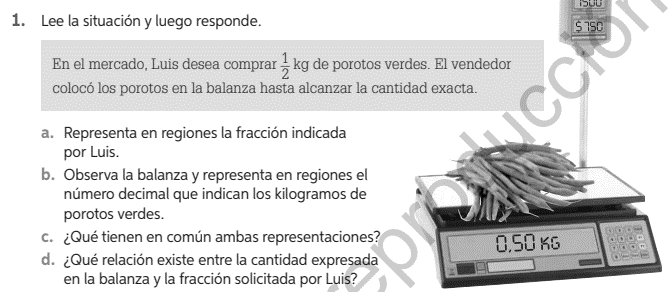 1. Lee la situación y luego responde.
1500
$750
En el mercado, Luis desea comprar 1/2 kg de porotos verdes. El vendedor
colocó los porotos en la balanza hasta alcanzar la cantidad exacta.
a. Representa en regiones la fracción indicada
por Luis.
b. Observa la balanza y representa en regiones el
número decimal que indican los kilogramos de
porotos verdes.
c. ¿Qué tienen en común ambas representaciones?
d. ¿Qué relación existe entre la cantidad expresada
en la balanza y la fracción solicitada por Luis?
0.50 KG
reproducción